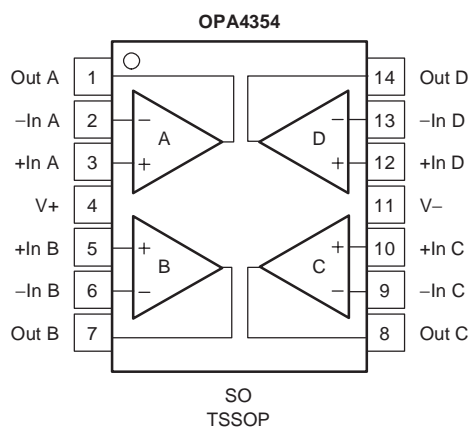 OPA4354
Out A 1 14 Out D
−In A 2 − − 13 −In D
A D
+In A 3 + + 12 +In D
V+ 4 11 V−
+In B 5 + + 10 +In C
B C
−In B 6 − − 9 −In C
Out B 7 8 Out C
SO
TSSOP